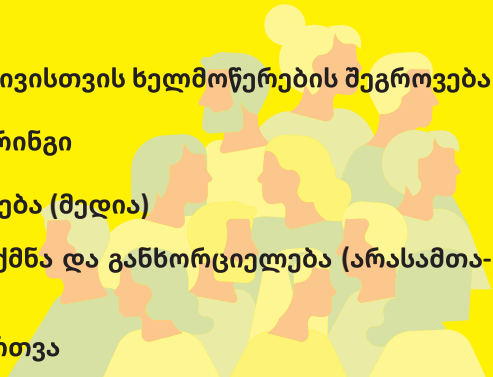 ივისთვის ხელმოწერების შეგროვება
რინგი
ება (მედია)
ქმნა და განხორციელება (არასამთა-
რთვა